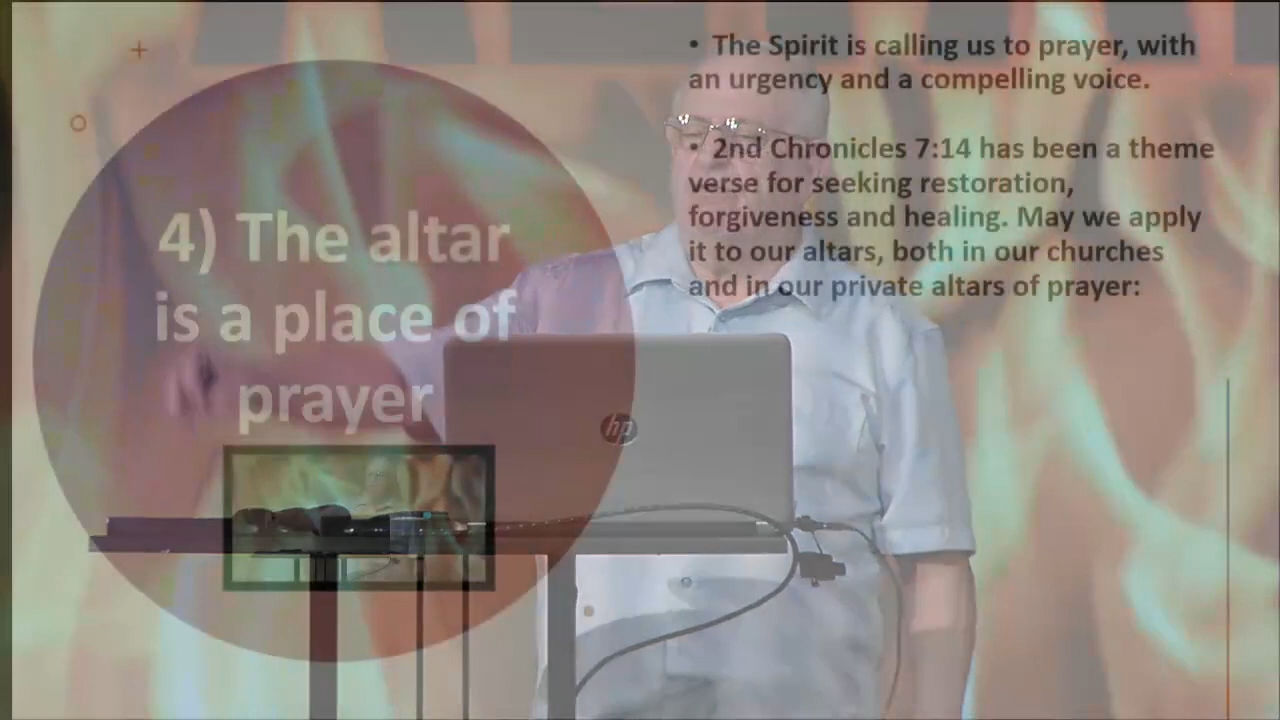 4) The altar
is a place of
prayer
• The Spirit is calling us to prayer, with
an urgency and a compelling voice.
• 2nd Chronicles 7:14 has been a theme
verse for seeking restoration,
forgiveness and healing. May we apply
it to our altars, both in our churches
and in our private altars of prayer:
hp